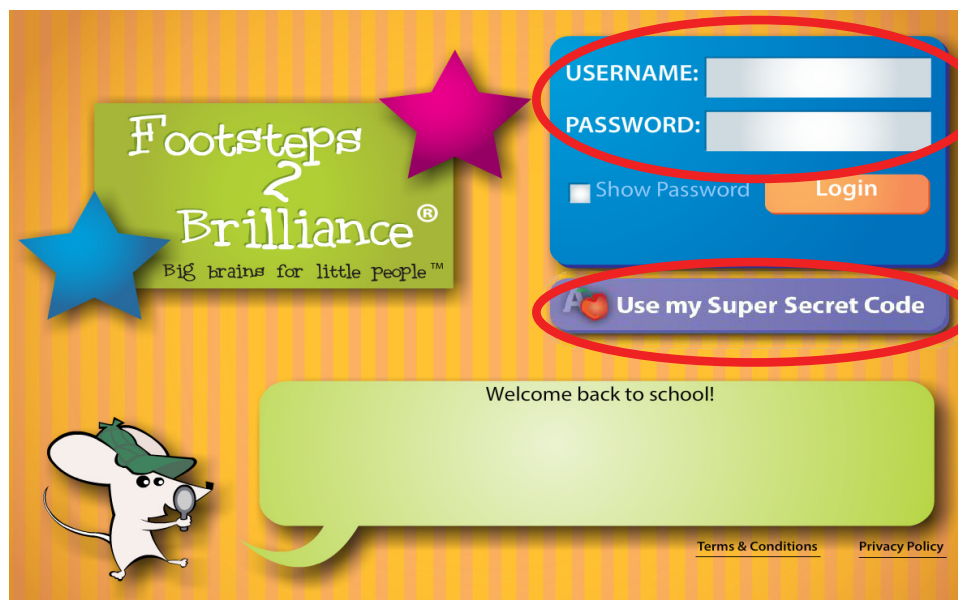 Footsteps
2
Brilliance®
Big brains for little people™
USERNAME:
PASSWORD:
Show Password
Login
A
Use my Super Secret Code
Welcome back to school!
Terms & Conditions
Privacy Policy